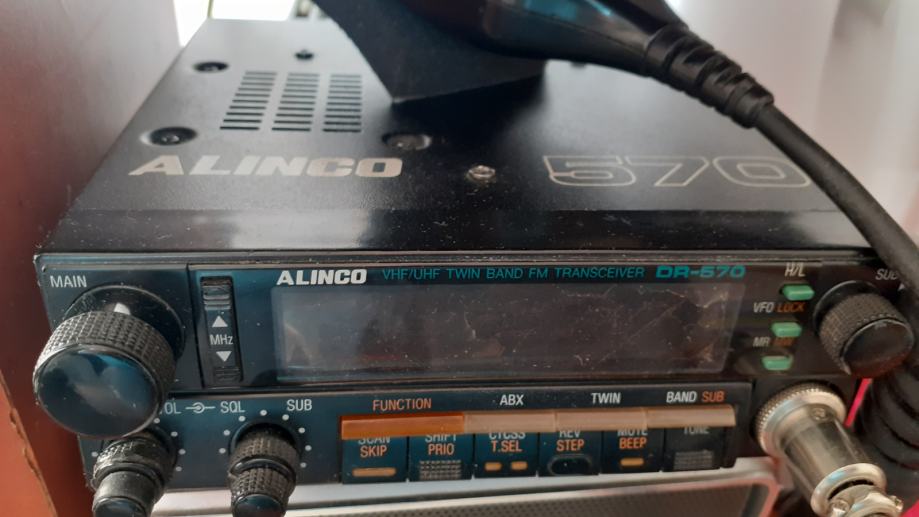 ALINCO 570
MAIN
ALINCO VHF/UHF TWIN BAND FM TRANSCEIVER DR-570
H/L
MHz
VFO LOCK
MR
SQL SUB
FUNCTION ABX TWIN BAND SUB
SCAN SHIFT CTCSS REV MUTE TONE
SKIP PRIO T.SEL STEP BEEP